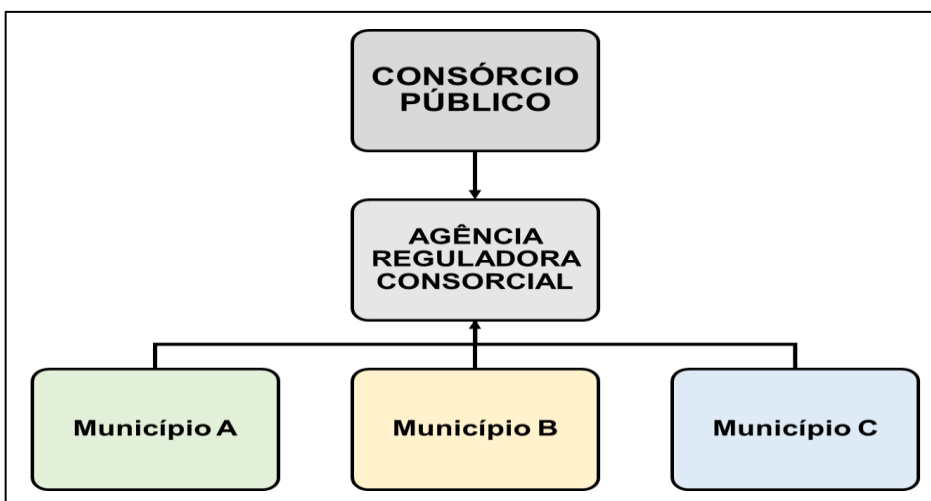 CONSÓRCIO
PÚBLICO
AGÊNCIA
REGULADORA
CONSORCIAL
Município A
Município B
Município C